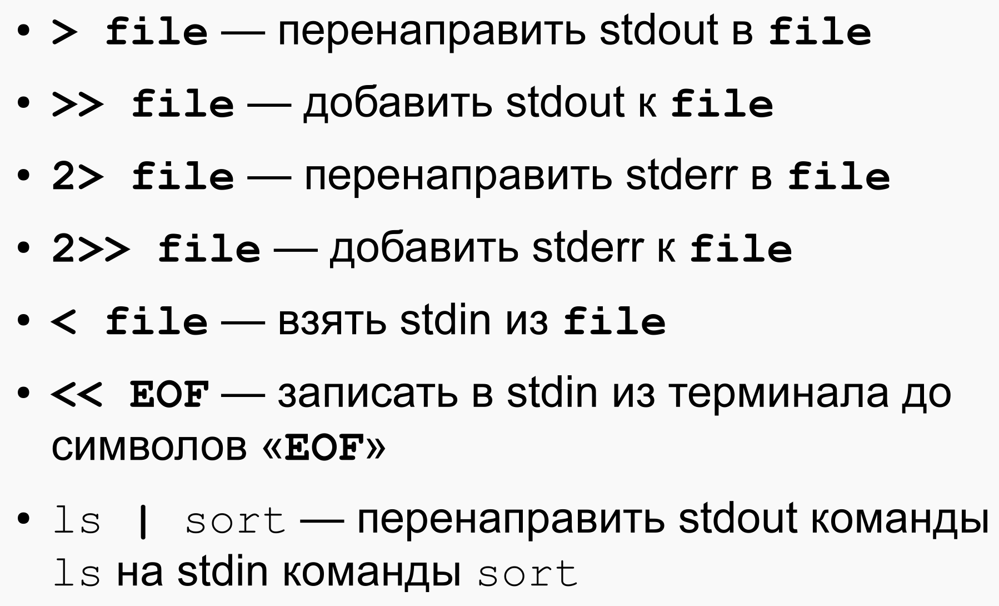 • > file — перенаправить stdout в file
• >> file — добавить stdout к file
• 2> file — перенаправить stderr в file
• 2>> file — добавить stderr к file
• < file — взять stdin из file
• << EOF — записать в stdin из терминала до
символов «EOF»
• ls | sort — перенаправить stdout команды
ls на stdin команды sort